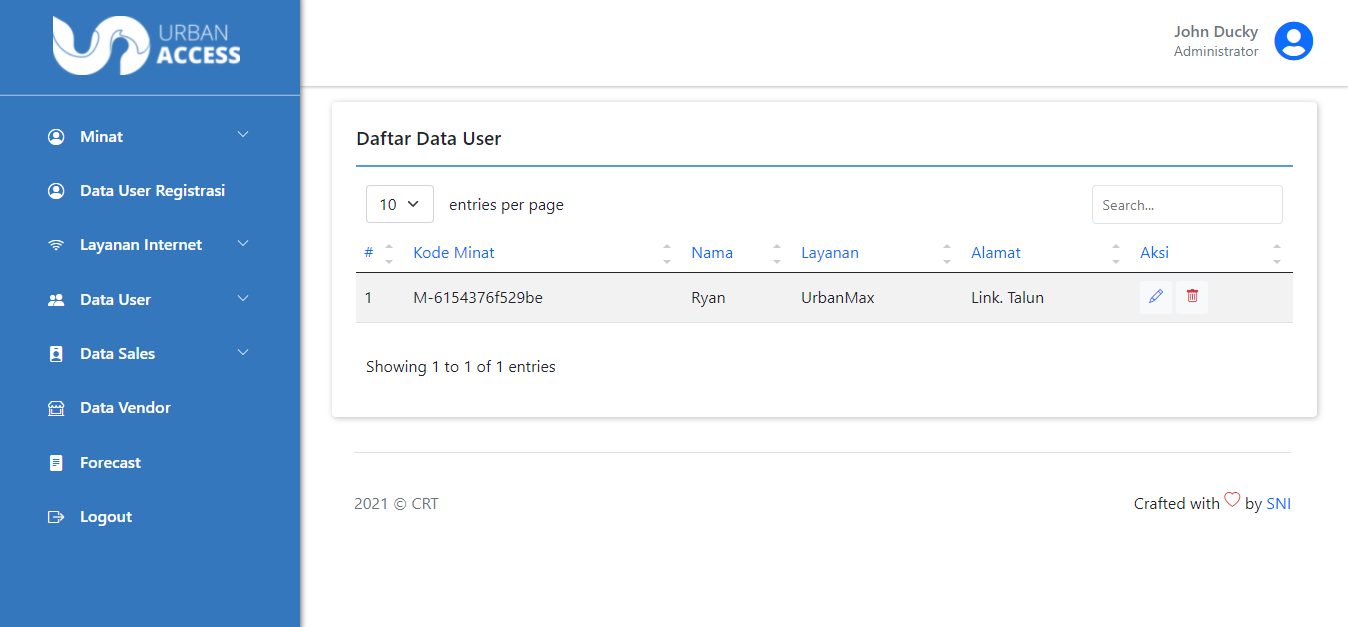 URBAN
ACCESS
John Ducky
Administrator
Minat
Data User Registrasi
Layanan Internet
Data User
Data Sales
Data Vendor
Forecast
Logout
Daftar Data User
10 entries per page Search...
# Kode Minat Nama Layanan Alamat Aksi
1 M-6154376f529be Ryan UrbanMax Link. Talun
Showing 1 to 1 of 1 entries
2021 © CRT Crafted with ♡ by SNI